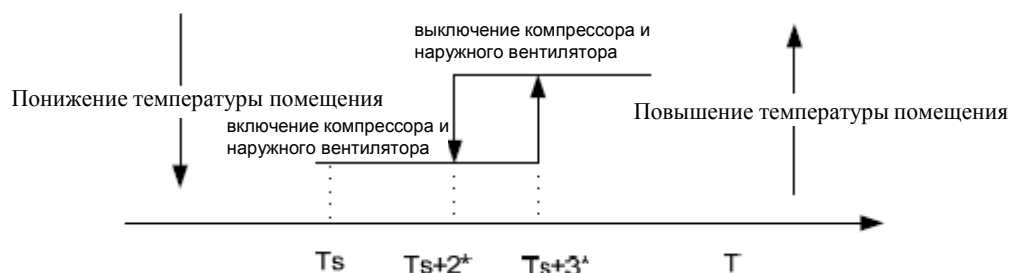 выключение компрессора и
наружного вентилятора
Понижение температуры помещения
Повышение температуры помещения
включение компрессора и
наружного вентилятора
Ts Ts+2* Ts+3* T